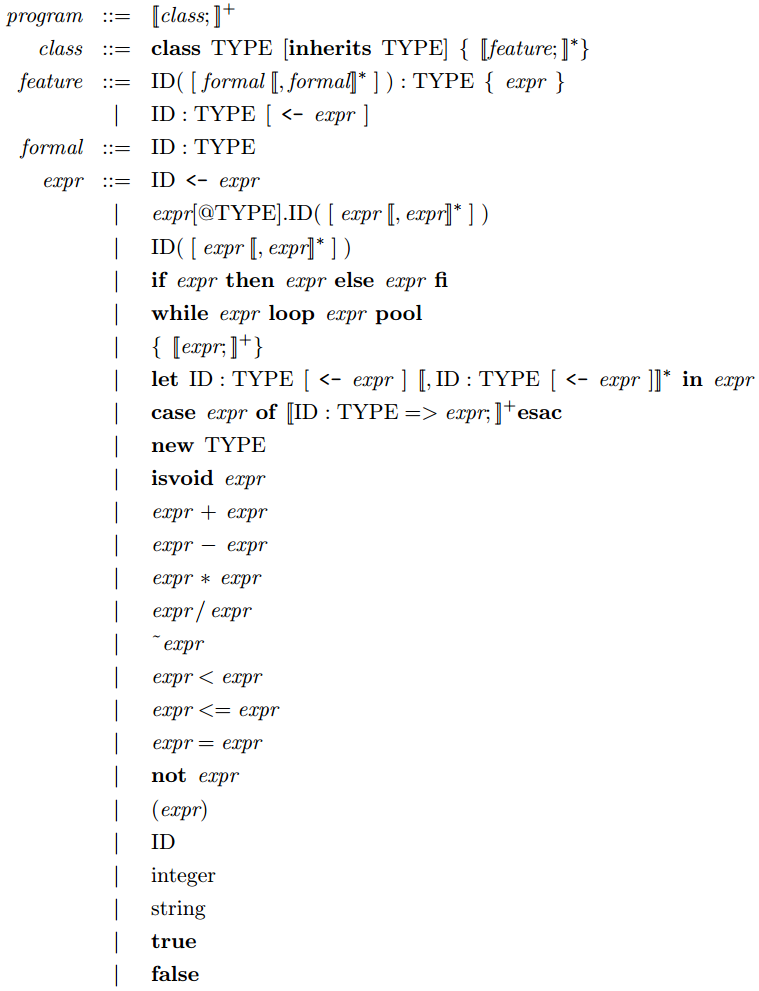 program ::= ⟦class;⟧+
class ::= class TYPE [inherits TYPE] { ⟦feature;⟧*}
feature ::= ID( [ formal ⟦,formal⟧* ] ) : TYPE { expr }
| ID : TYPE [ <- expr ]
formal ::= ID : TYPE
expr ::= ID <- expr
| expr[@TYPE].ID( [ expr ⟦, expr⟧* ] )
| ID( [ expr ⟦, expr⟧* ] )
| if expr then expr else expr fi
| while expr loop expr pool
| { ⟦expr;⟧+}
| let ID : TYPE [ <- expr ] ⟦, ID : TYPE [ <- expr ]⟧* in expr
| case expr of ⟦ID : TYPE => expr;⟧+esac
| new TYPE
| isvoid expr
| expr + expr
| expr − expr
| expr ∗ expr
| expr / expr
| ˜expr
| expr < expr
| expr <= expr
| expr = expr
| not expr
| (expr)
| ID
| integer
| string
| true
| false